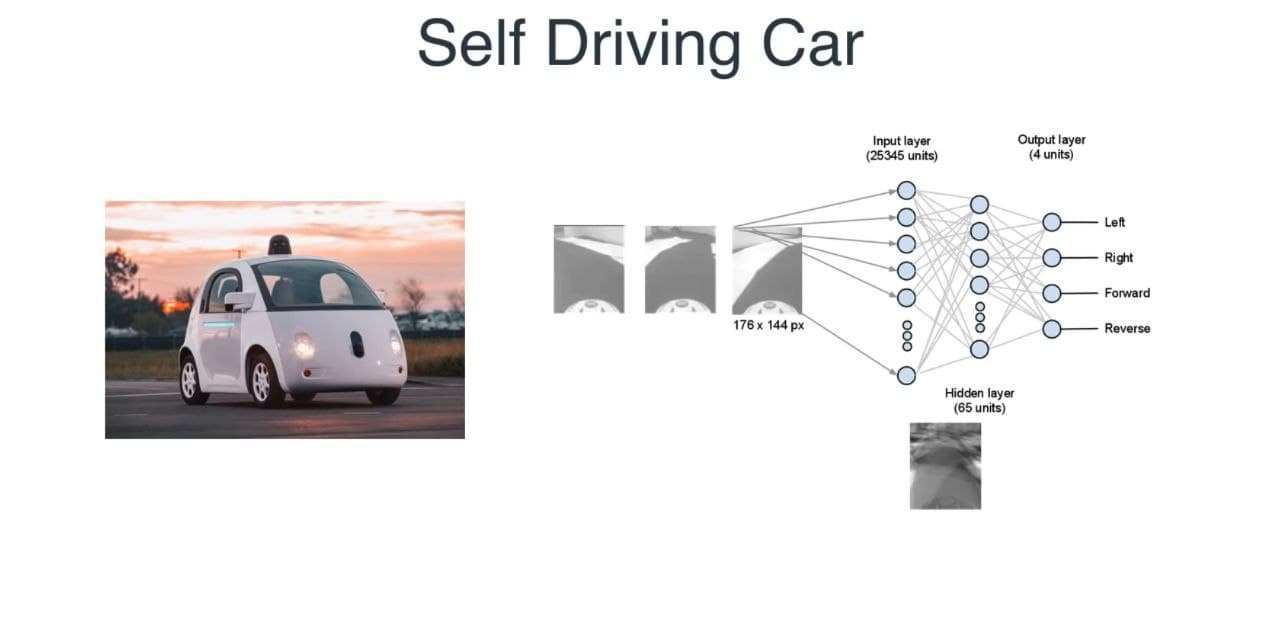 Self Driving Car
Input layer
(25345 units)
Output layer
(4 units)
Left
Right
Forward
Reverse
176 x 144 px
Hidden layer
(65 units)